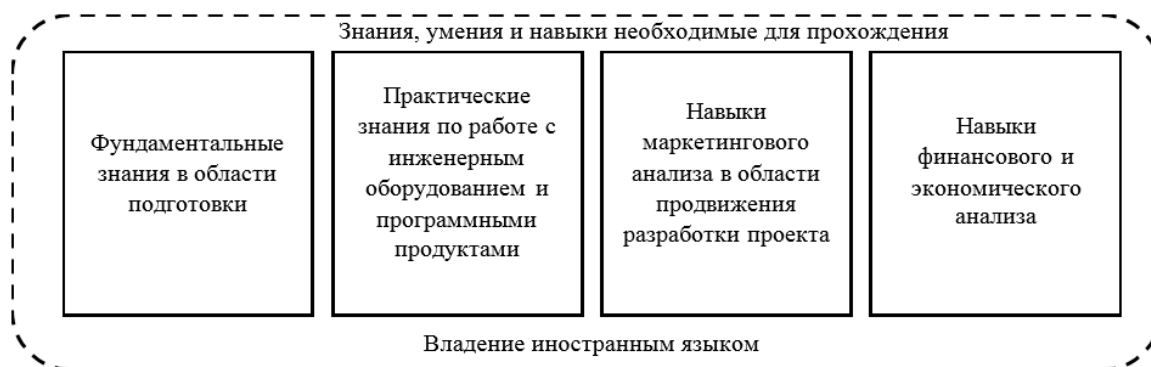 Знания, умения и навыки необходимые для прохождения
Фундаментальные
знания в области
подготовки
Практические
знания по работе с
инженерным
оборудованием и
программными
продуктами
Навыки
маркетингового
анализа в области
продвижения
разработки проекта
Навыки
финансового и
экономического
анализа
Владение иностранным языком